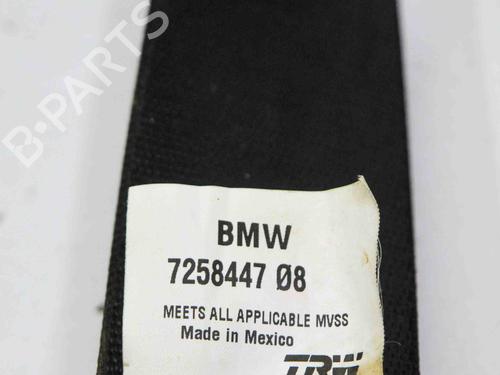 B-PARTS
BMW
7258447 Ø8
MEETS ALL APPLICABLE MVSS
Made in Mexico
TRW